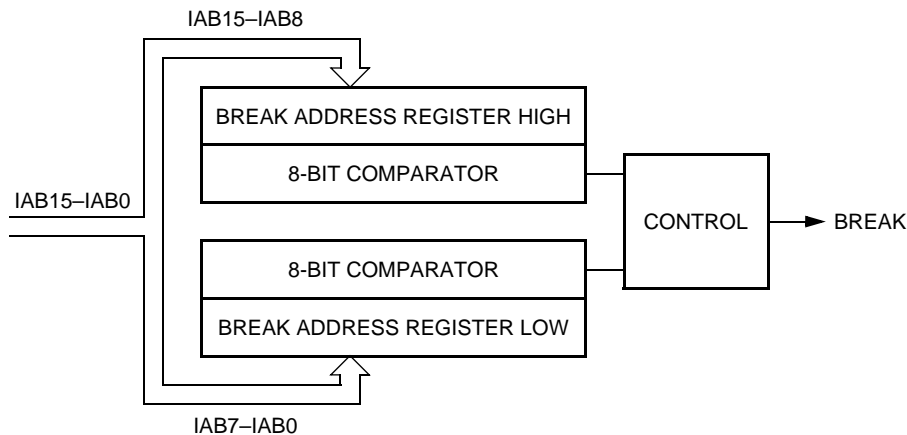 IAB15–IAB8
BREAK ADDRESS REGISTER HIGH
8-BIT COMPARATOR
IAB15–IAB0
CONTROL
BREAK
8-BIT COMPARATOR
BREAK ADDRESS REGISTER LOW
IAB7–IAB0